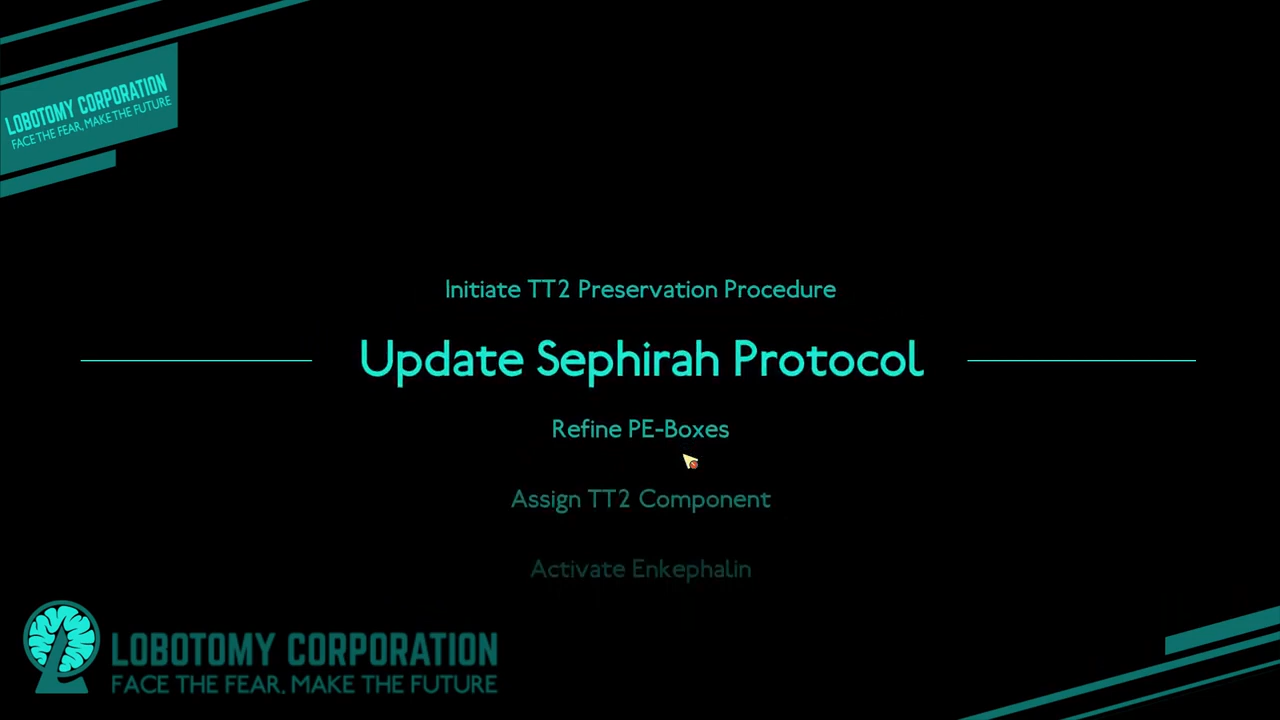 LOBOTOMY CORPORATION
FACE THE FEAR, MAKE THE FUTURE
Initiate TT2 Preservation Procedure
Update Sephirah Protocol
Refine PE-Boxes
Assign TT2 Component
Activate Enkephalin
LOBOTOMY CORPORATION
FACE THE FEAR, MAKE THE FUTURE